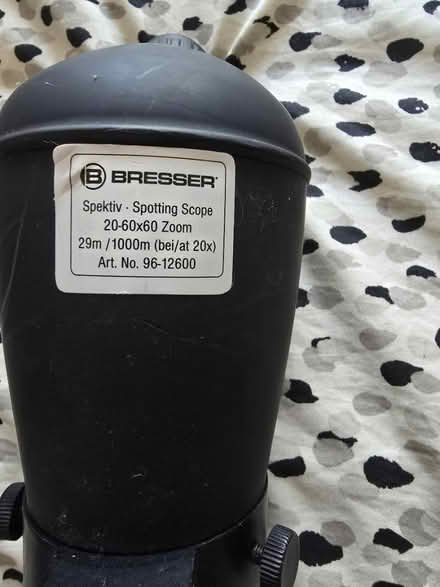 B BRESSER®
Spektiv · Spotting Scope
20-60x60 Zoom
29m /1000m (bei/at 20x)
Art. No. 96-12600